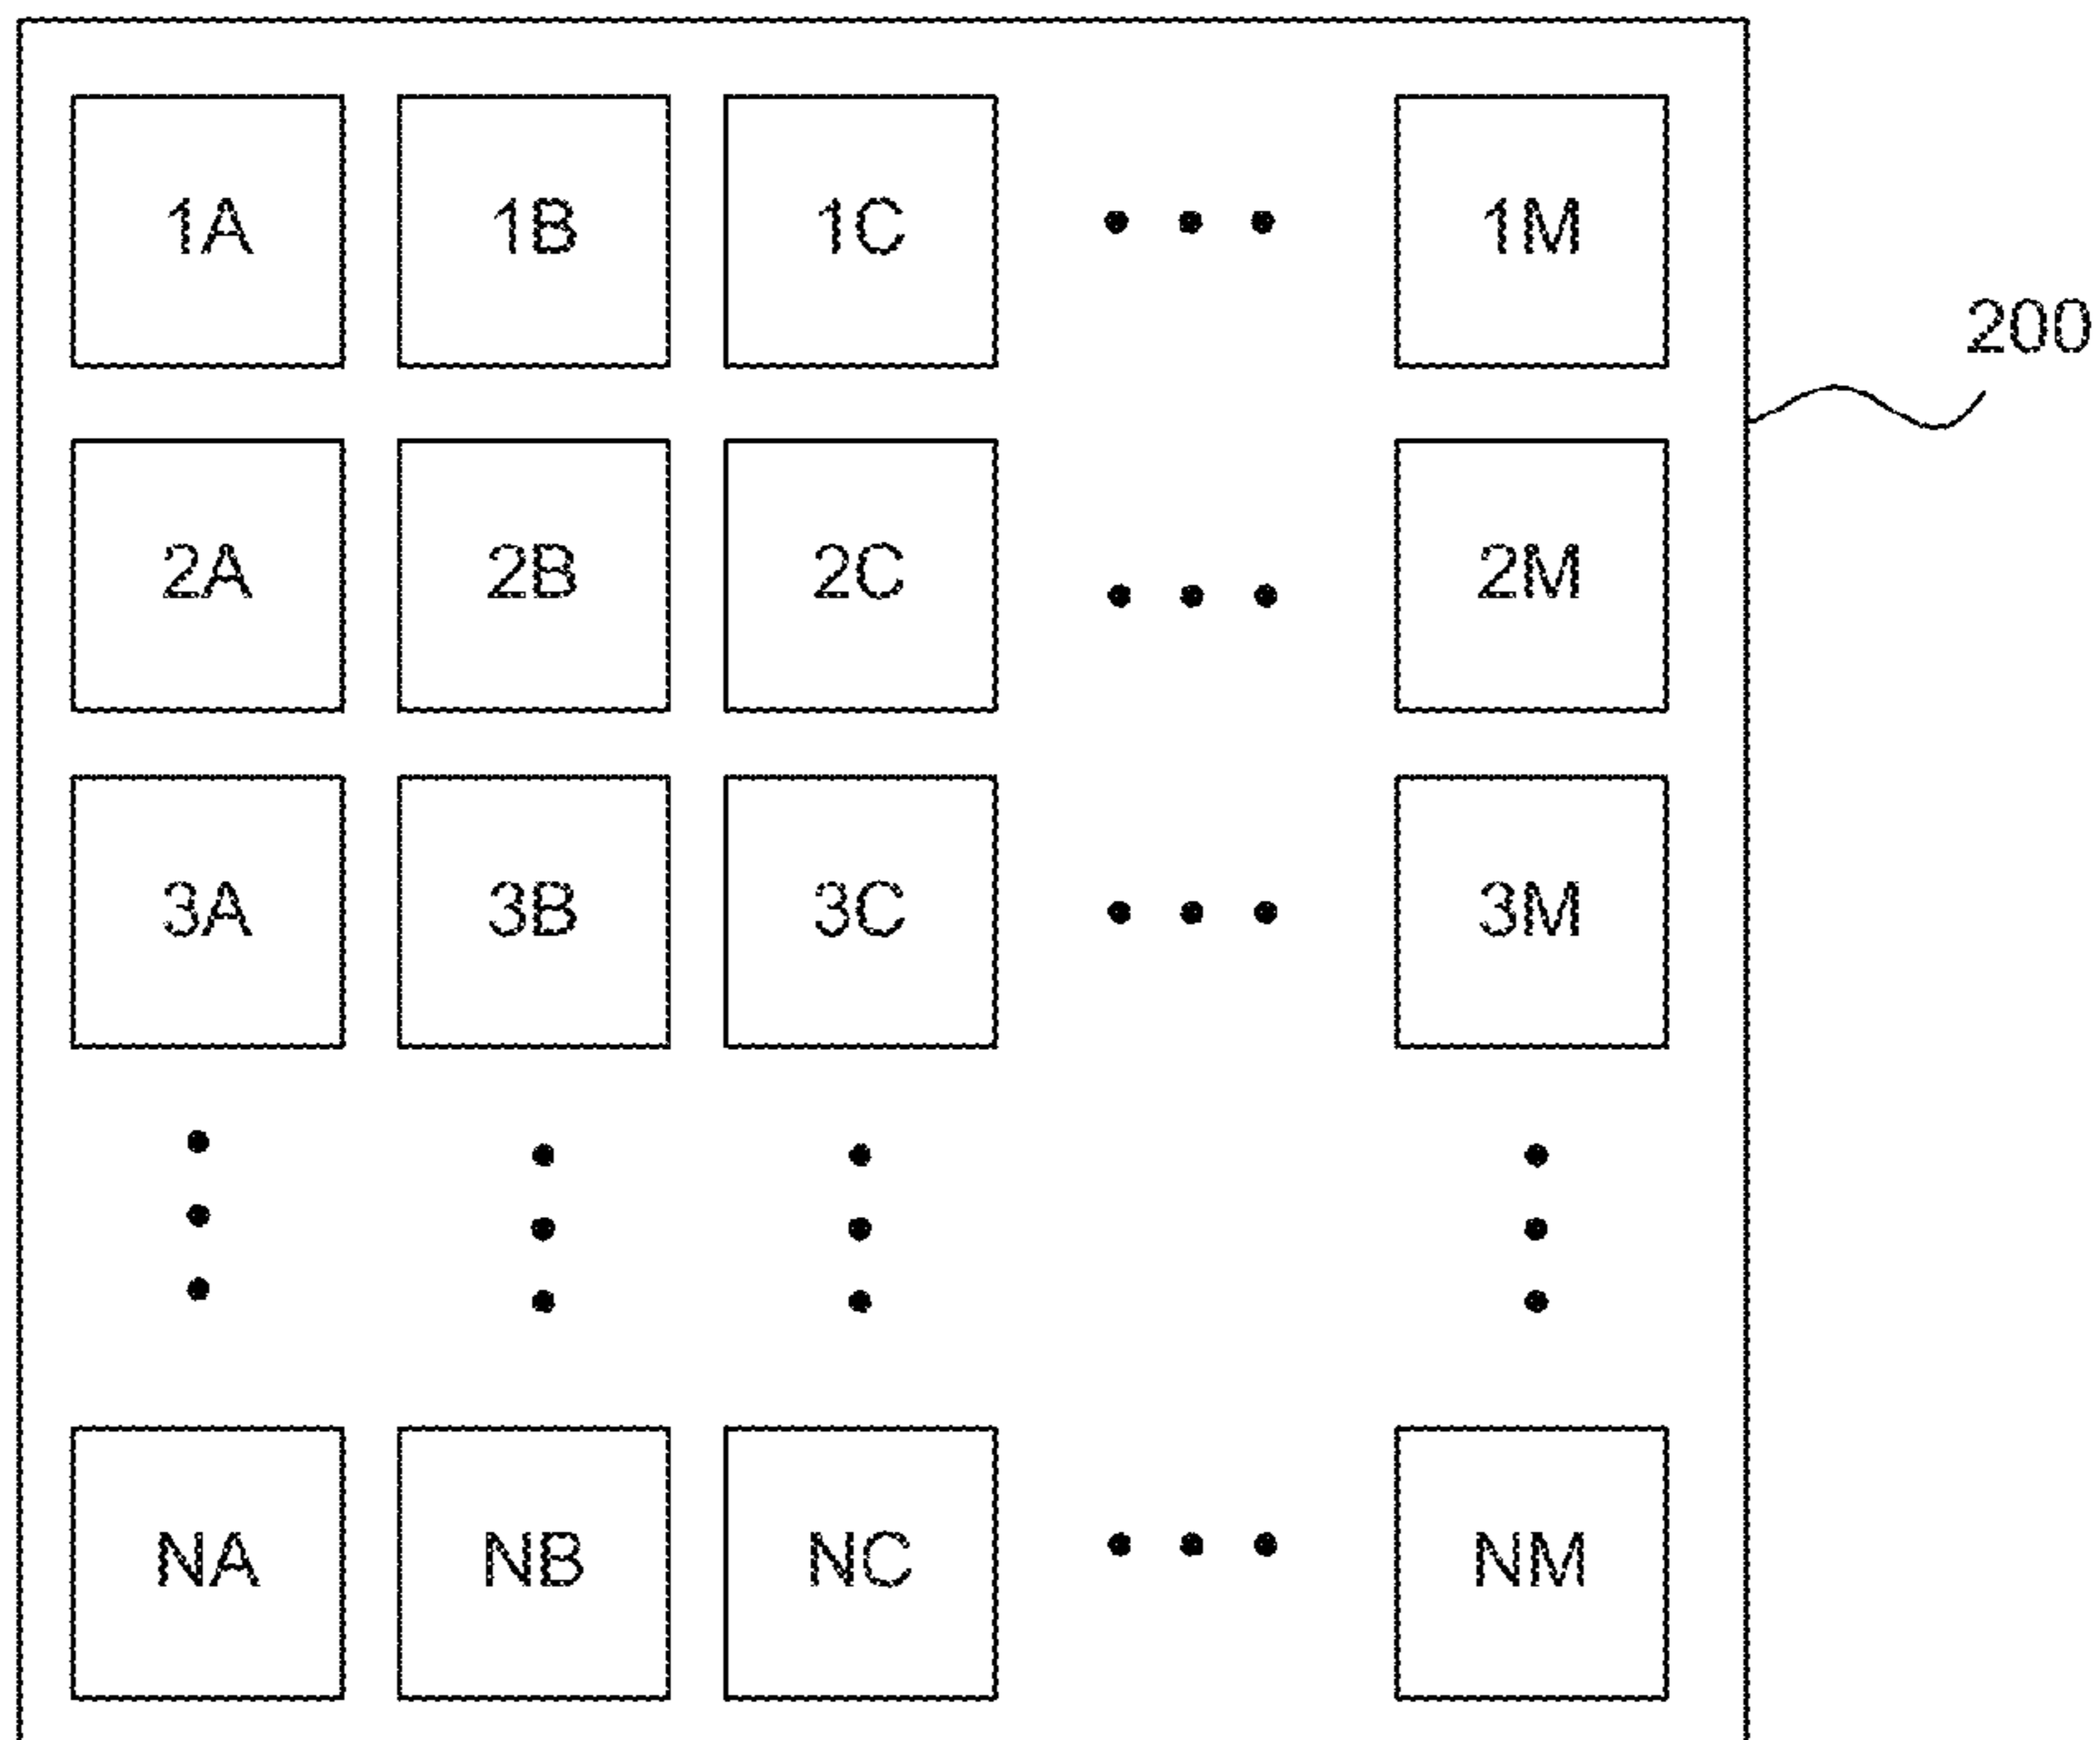 1A 1B 1C • • • 1M
200
2A 2B 2C • • • 2M
3A 3B 3C • • • 3M
NA NB NC • • • NM